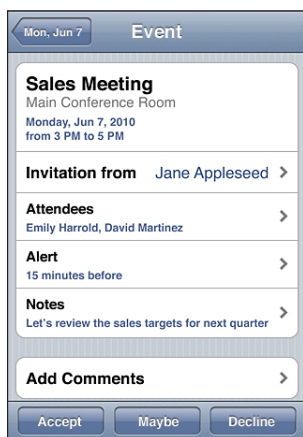 Mon, Jun 7
Event
Sales Meeting
Main Conference Room
Monday, Jun 7, 2010
from 3 PM to 5 PM
Invitation from Jane Appleseed
Attendees
Emily Harrold, David Martinez
Alert
15 minutes before
Notes
Let's review the sales targets for next quarter
Add Comments
Accept Maybe Decline